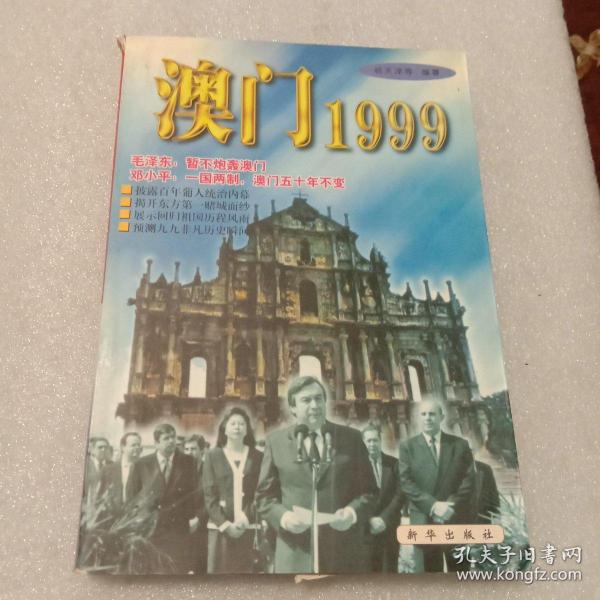 编著
澳门1999
毛泽东：暂不炮轰澳门
邓小平：一国两制，澳门五十年不变
■披露百年葡人统治内幕
■揭开东方第一赌城面纱
■展示回归祖国历程风雨
■预测九九非凡历史瞬间
新华出版社
孔夫子旧书网
www.kongfz.com